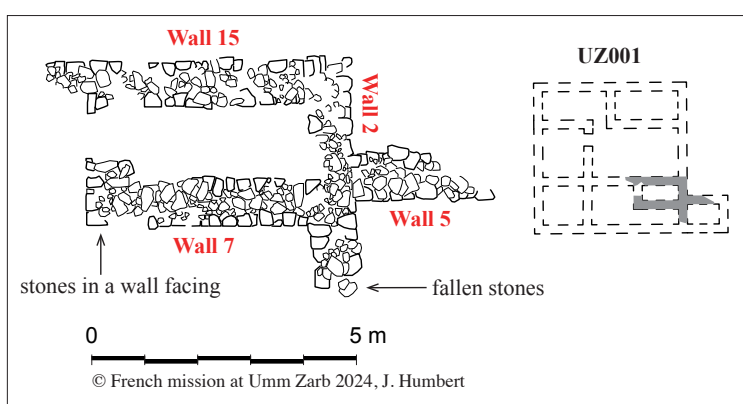 Wall 15
UZ001
Wall 2
Wall 5
Wall 7
stones in a wall facing
fallen stones
0
5 m
© French mission at Umm Zarb 2024, J. Humbert